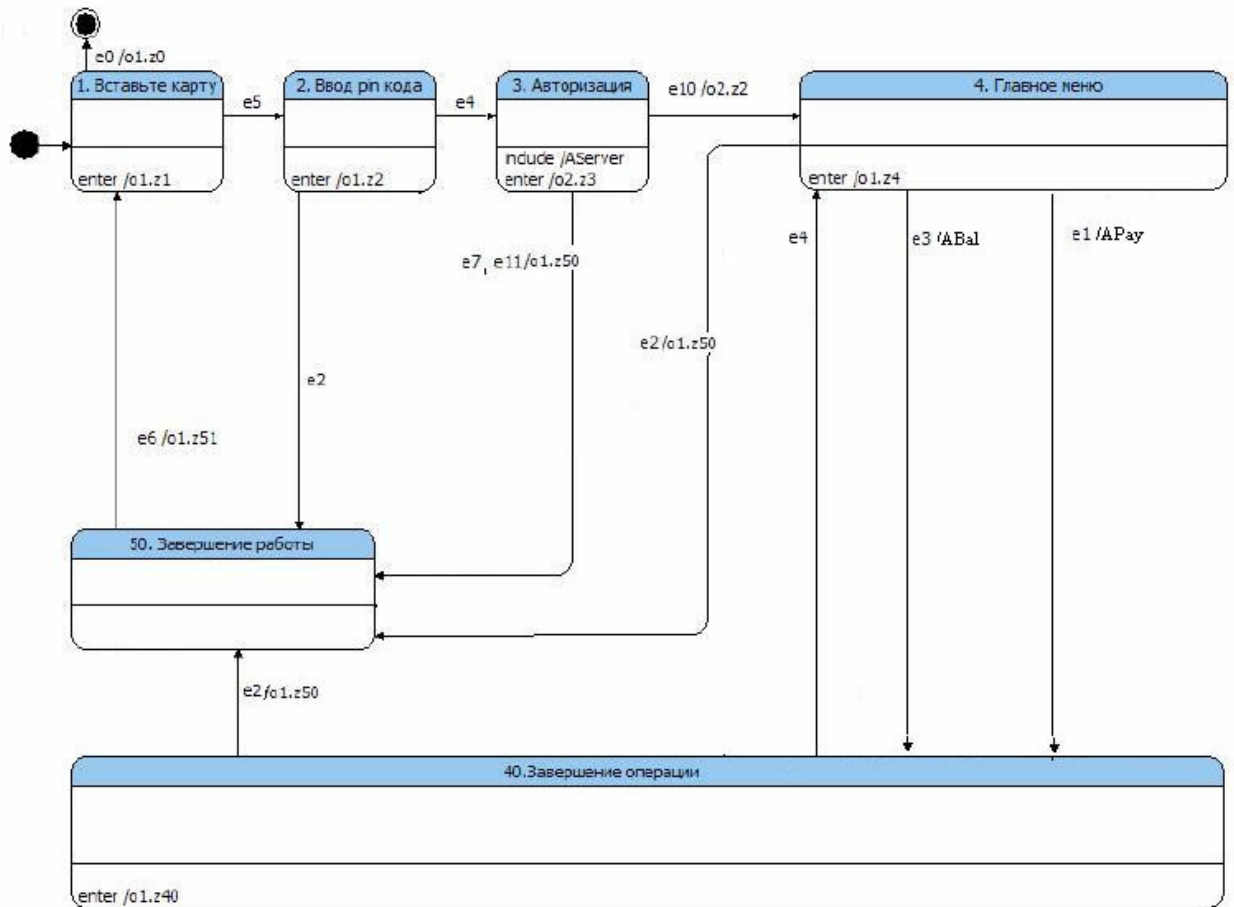 e0 /o1.z0
1. Вставьте карту
2. Ввод pin кода
3. Авторизация
4. Главное меню
e5
e4
e10 /o2.z2
enter /o1.z1
enter /o1.z2
include /AServer
enter /o2.z3
enter /o1.z4
e7, e11/o1.z50
e4
e3 /ABal
e1 /APay
e2 /o1.z50
e2
e6 /o1.z51
50. Завершение работы
e2/o1.z50
40.Завершение операции
enter /o1.z40